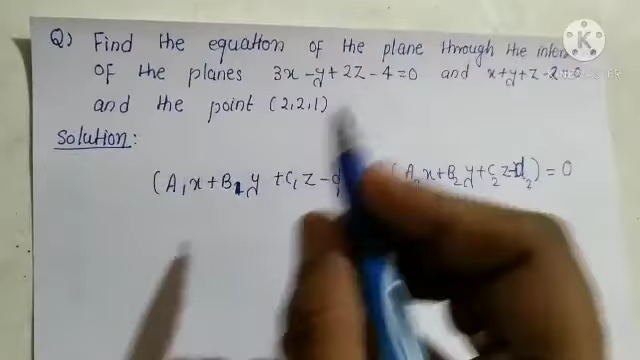 Q) Find the equation of the plane through the
of the planes 3x - y + 2z - 4 = 0 and x + y + z - 2 = 0
and the point (2, 2, 1)
Solution:
(A₁x + B₁y + C₁z - d₁ (A₂x + B₂y + C₂z - d₂) = 0
KINEMASTER